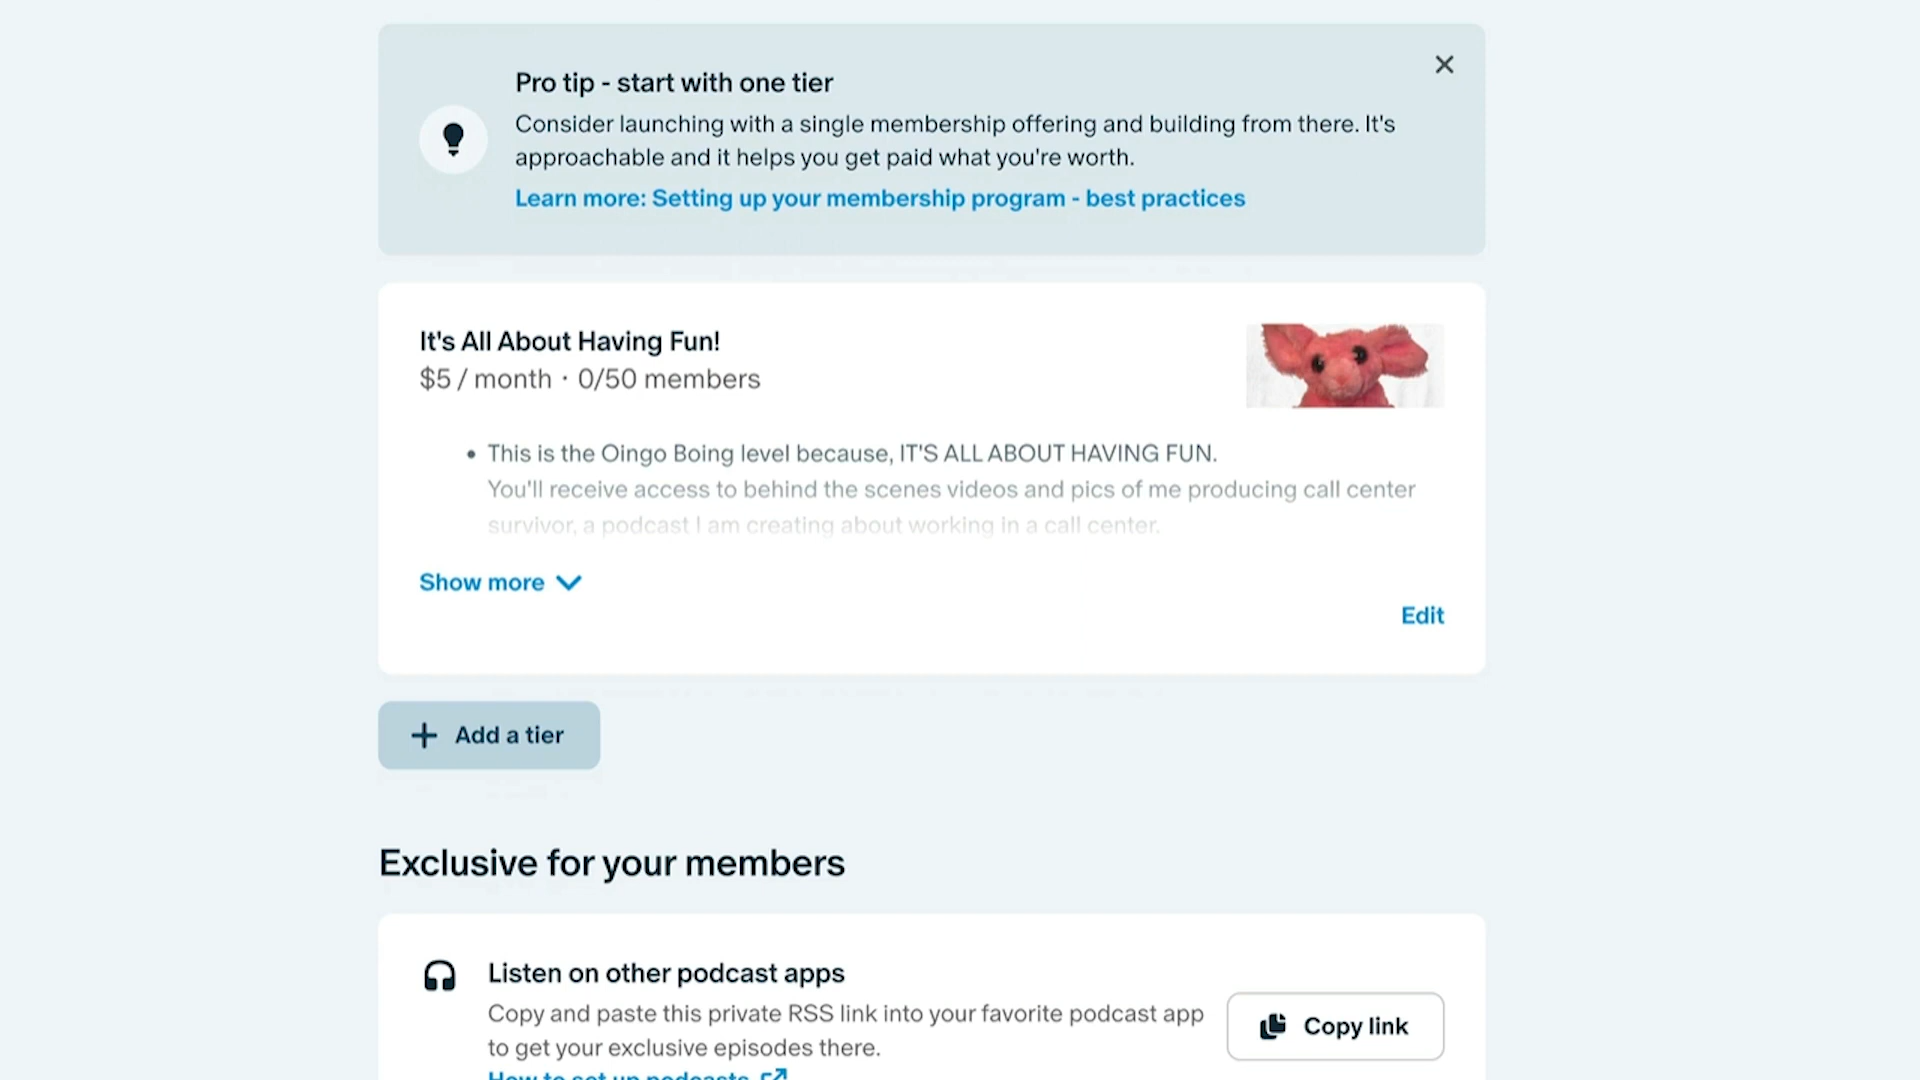 Pro tip - start with one tier
Consider launching with a single membership offering and building from there. It's
approachable and it helps you get paid what you're worth.
Learn more: Setting up your membership program - best practices
It's All About Having Fun!
$5 / month · 0/50 members
• This is the Oingo Boing level because, IT'S ALL ABOUT HAVING FUN.
You'll receive access to behind the scenes videos and pics of me producing call center
survivor, a podcast I am creating about working in a call center.
Show more
Edit
+ Add a tier
Exclusive for your members
Listen on other podcast apps
Copy and paste this private RSS link into your favorite podcast app
to get your exclusive episodes there.
Copy link
How to set up podcasts